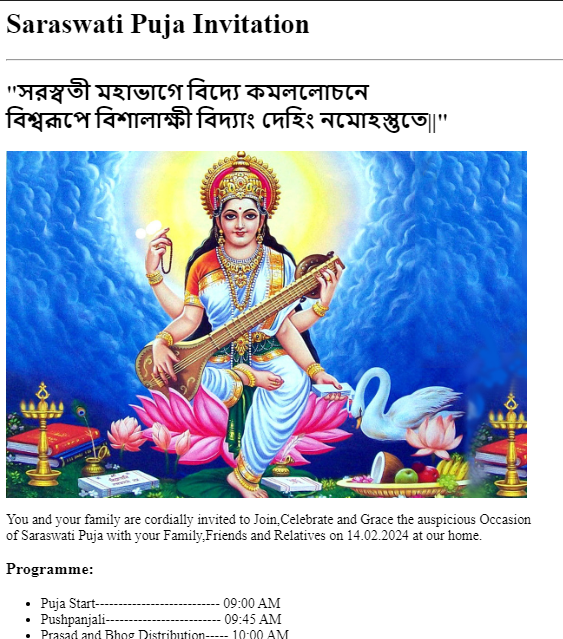 Saraswati Puja Invitation
"সরস্বতী মহাভাগে বিদ্যে কমললোচনে
বিশ্বরূপে বিশালাক্ষী বিদ্যাং দেহিং নমোহস্তুতে||"
You and your family are cordially invited to Join,Celebrate and Grace the auspicious Occasion
of Saraswati Puja with your Family,Friends and Relatives on 14.02.2024 at our home.
Programme:
Puja Start--------------------------- 09:00 AM
Pushpanjali------------------------- 09:45 AM
Prasad and Bhog Distribution----- 10:00 AM